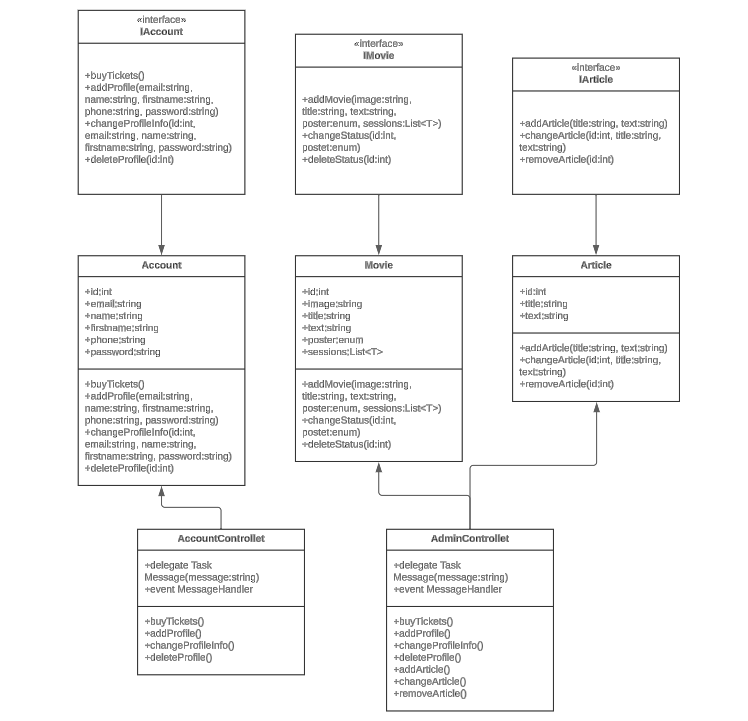 «interface»
IAccount
+buyTickets()
+addProfile(email:string,
name:string, firstname:string,
phone:string, password:string)
+changeProfileInfo(id:int,
email:string, name:string,
firstname:string, password:string)
+deleteProfile(id:int)
«interface»
IMovie
+addMovie(image:string,
title:string, text:string,
poster:enum, sessions:List<T>)
+changeStatus(id:int,
postet:enum)
+deleteStatus(id:int)
«interface»
IArticle
+addArticle(title:string, text:string)
+changeArticle(id:int, title:string,
text:string)
+removeArticle(id:int)
Account
+id;int
+email;string
+name;string
+firstname;string
+phone;string
+password;string
+buyTickets()
+addProfile(email:string,
name:string, firstname:string,
phone:string, password:string)
+changeProfileInfo(id:int,
email:string, name:string,
firstname:string, password:string)
+deleteProfile(id:int)
Movie
+id;int
+image;string
+title;string
+text;string
+poster;enum
+sessions;List<T>
+addMovie(image:string,
title:string, text:string,
poster:enum, sessions:List<T>)
+changeStatus(id:int,
postet:enum)
+deleteStatus(id:int)
Article
+id:int
+title;string
+text;string
+addArticle(title:string, text:string)
+changeArticle(id:int, title:string,
text:string)
+removeArticle(id:int)
AccountControllet
+delegate Task
Message(message:string)
+event MessageHandler
+buyTickets()
+addProfile()
+changeProfileInfo()
+deleteProfile()
AdminControllet
+delegate Task
Message(message:string)
+event MessageHandler
+buyTickets()
+addProfile()
+changeProfileInfo()
+deleteProfile()
+addArticle()
+changeArticle()
+removeArticle()